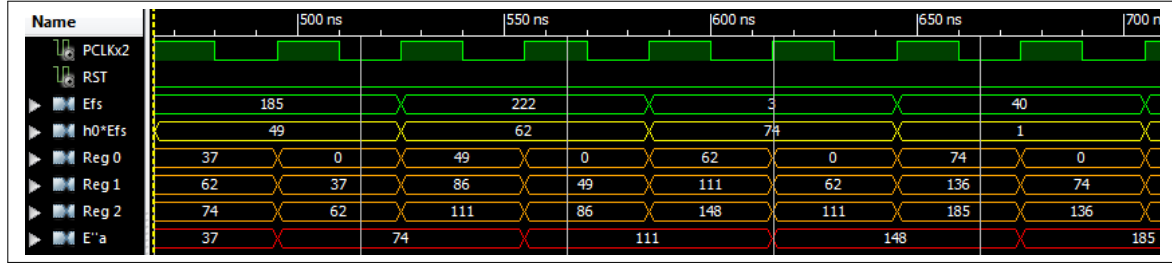 Name 500 ns 550 ns 600 ns 650 ns 700 n
PCLKx2
RST
Efs 185 222 3 40
h0*Efs 49 62 74 1
Reg 0 37 0 49 0 62 0 74 0
Reg 1 62 37 86 49 111 62 136 74
Reg 2 74 62 111 86 148 111 185 136
E"a 37 74 111 148 185